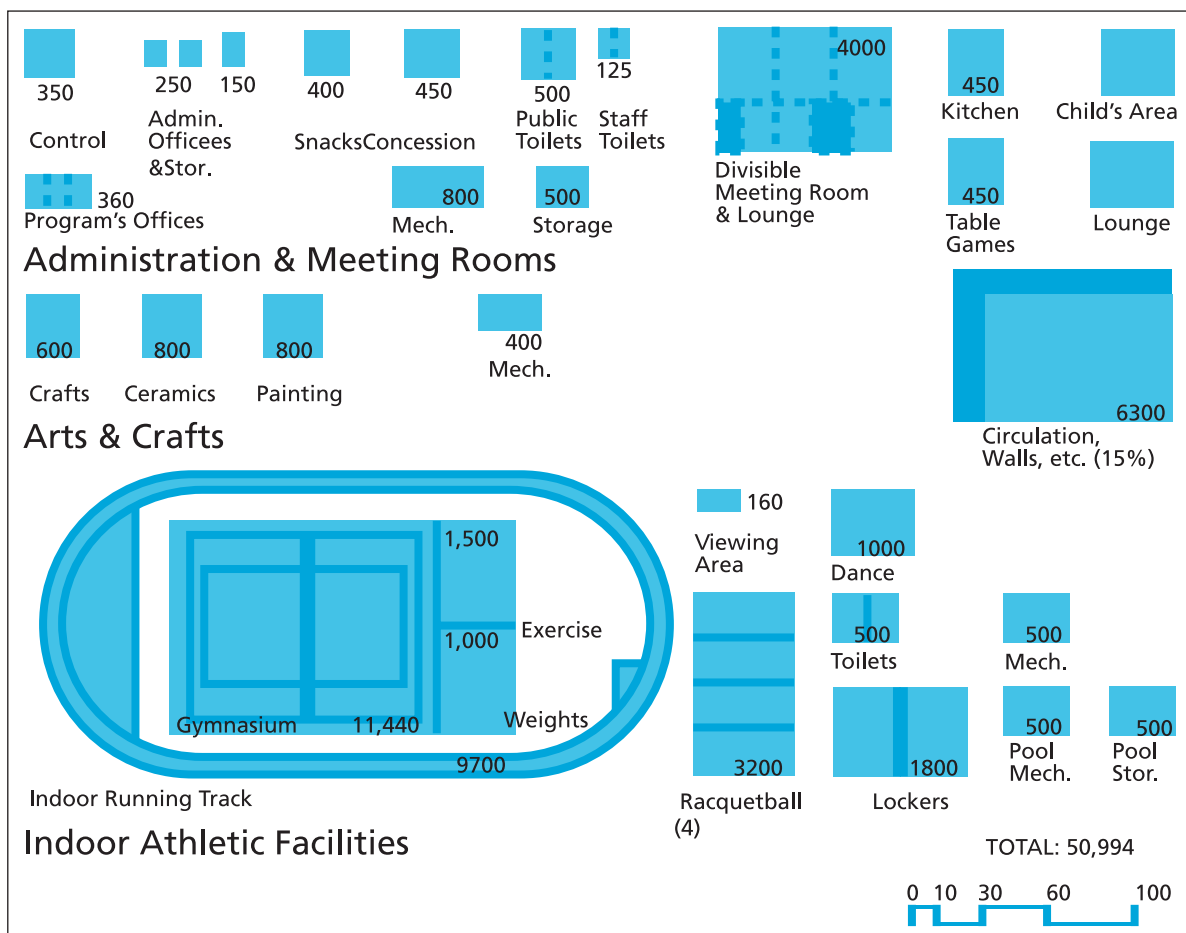 350
Control
250
150
Admin.
Officees
&Stor.
400
450
SnacksConcession
500
Public
Toilets
125
Staff
Toilets
4000
Divisible
Meeting Room
& Lounge
450
Kitchen
Child's Area
360
Program's Offices
800
Mech.
500
Storage
450
Table
Games
Lounge
Administration & Meeting Rooms
600
Crafts
800
Ceramics
800
Painting
400
Mech.
6300
Circulation,
Walls, etc. (15%)
Arts & Crafts
1,500
1,000
Exercise
Gymnasium
11,440
Weights
9700
Indoor Running Track
160
Viewing
Area
1000
Dance
500
Toilets
500
Mech.
3200
Racquetball
(4)
1800
Lockers
500
Pool
Mech.
500
Pool
Stor.
Indoor Athletic Facilities
TOTAL: 50,994
0 10 30 60 100